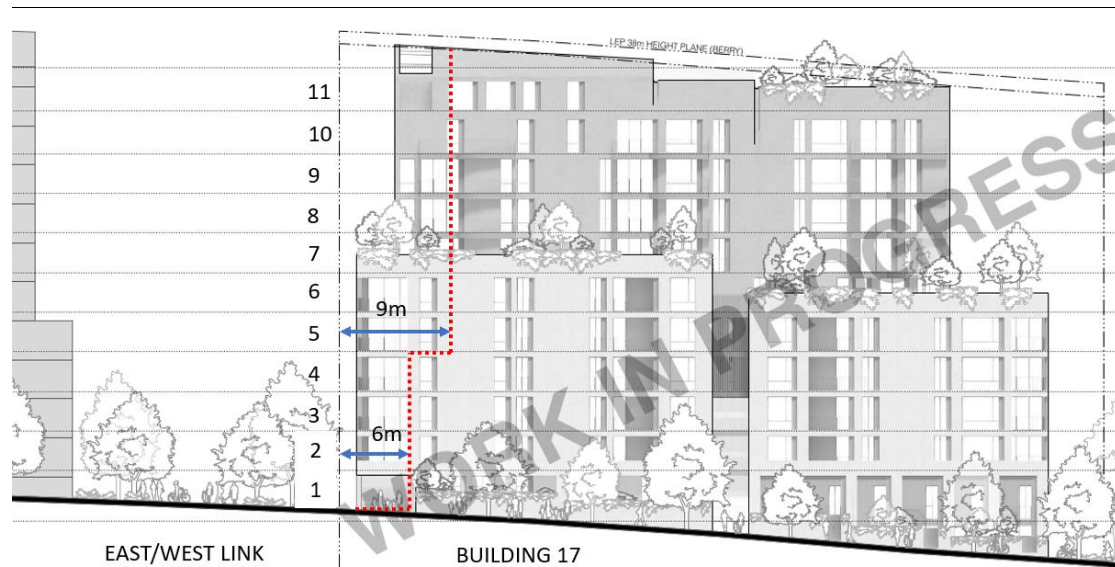 LEP 38m HEIGHT PLANE (BERRY)
11
10
9
8
7
6
9m
5
4
3
6m
2
1
WORK IN PROGRESS
EAST/WEST LINK
BUILDING 17